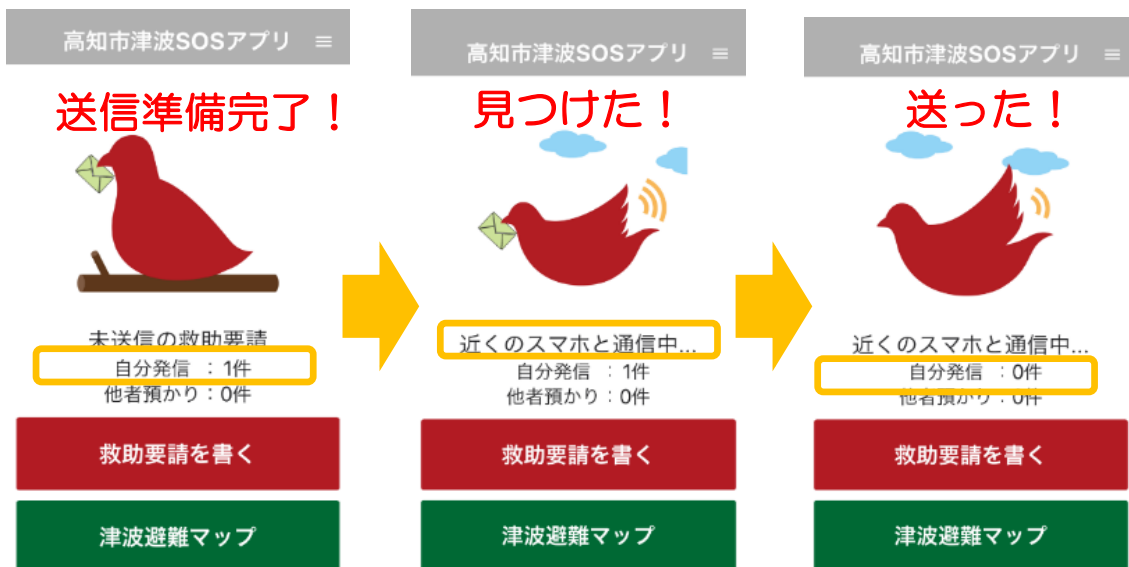 高知市津波SOSアプリ ≡
送信準備完了！
未送信の救助要請
自分発信 ：1件
他者預かり：0件
救助要請を書く
津波避難マップ
高知市津波SOSアプリ ≡
見つけた！
近くのスマホと通信中...
自分発信 ：1件
他者預かり：0件
救助要請を書く
津波避難マップ
高知市津波SOSアプリ ≡
送った！
近くのスマホと通信中...
自分発信 ：0件
他者預かり：0件
救助要請を書く
津波避難マップ